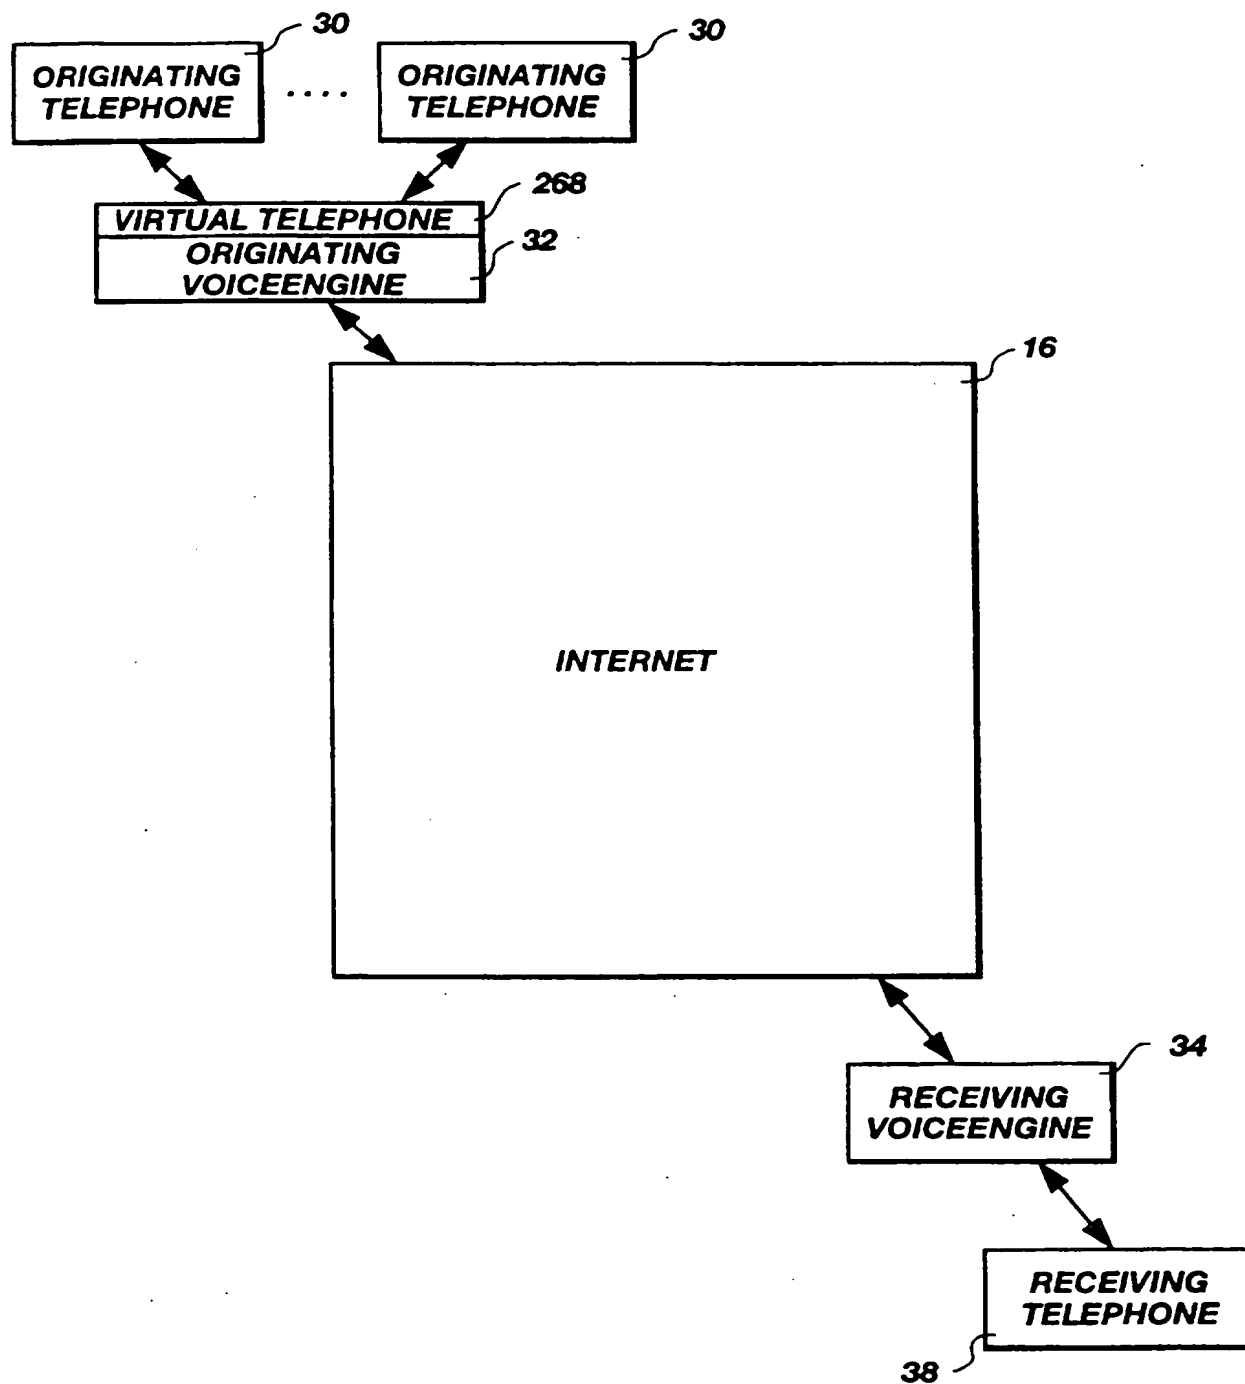 30
30
ORIGINATING
TELEPHONE
....
ORIGINATING
TELEPHONE
268
VIRTUAL TELEPHONE
32
ORIGINATING
VOICEENGINE
16
INTERNET
34
RECEIVING
VOICEENGINE
RECEIVING
TELEPHONE
38